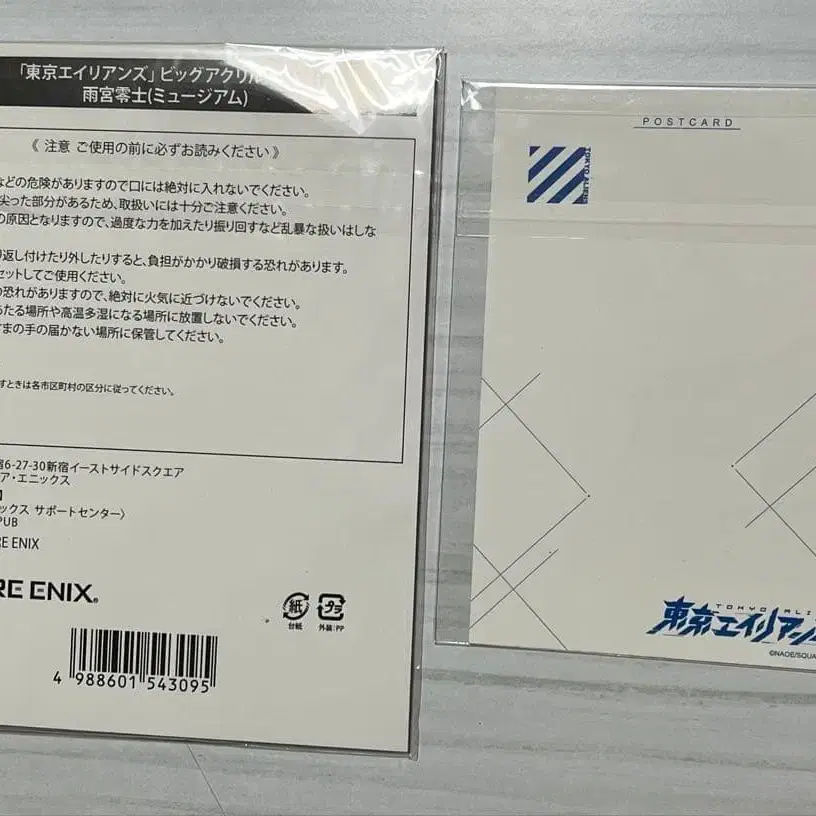 「東京エイリアンズ」ビッグアクリル
雨宮零士(ミュージアム)
《 注意 ご使用の前に必ずお読みください 》
などの危険がありますので口には絶対に入れないでください。
尖った部分があるため、取扱いには十分ご注意ください。
の原因となりますので、過度な力を加えたり振り回すなど乱暴な扱いはしな
り返し付けたり外したりすると、負担がかかり破損する恐れがあります。
セットしてご使用ください。
の恐れがありますので、絶対に火気に近づけないでください。
あたる場所や高温多湿になる場所に放置しないでください。
さまの手の届かない場所に保管してください。
すときは各市区町村の区分に従ってください。
宿6-27-30新宿イーストサイドスクエア
ア・エニックス
】
ックス サポートセンター〉
PUB
RE ENIX
RE ENIX®
紙
台紙
プラ
外装:PP
4 988601 543095
POSTCARD
TOKYO ALIENS
TOKYO ALI
東京エイリアン
©NAOE/SQUA